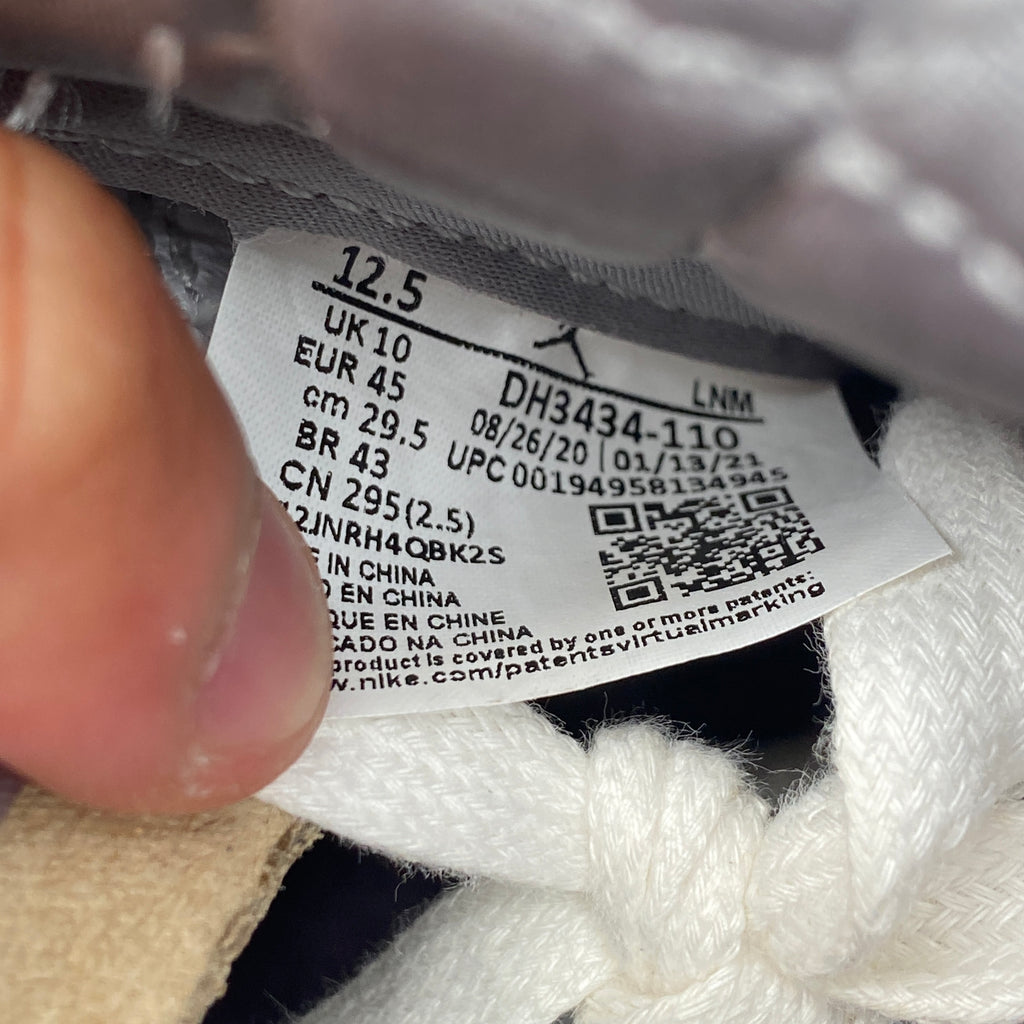 12.5
UK 10
EUR 45
cm 29.5
BR 43
CN 295(2.5)
LNM
DH3434-110
08/26/20 | 01/13/21
UPC 00194958134945
2JNRH4QBK2S
IN CHINA
EN CHINA
EN CHINE
NA CHINA
product is covered by one or more patents:
.nike.com/patentsvirtualmarking